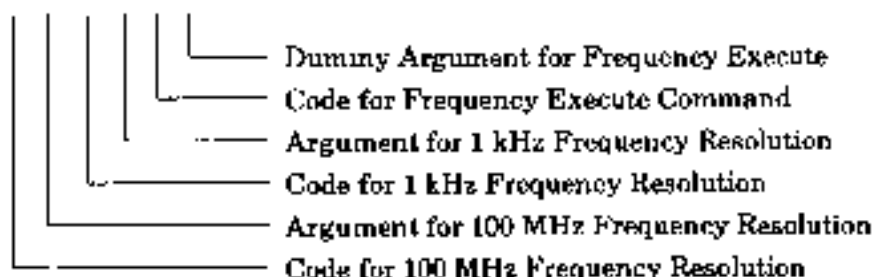 Dummy Argument for Frequency Execute
Code for Frequency Execute Command
Argument for 1 kHz Frequency Resolution
Code for 1 kHz Frequency Resolution
Argument for 100 MHz Frequency Resolution
Code for 100 MHz Frequency Resolution